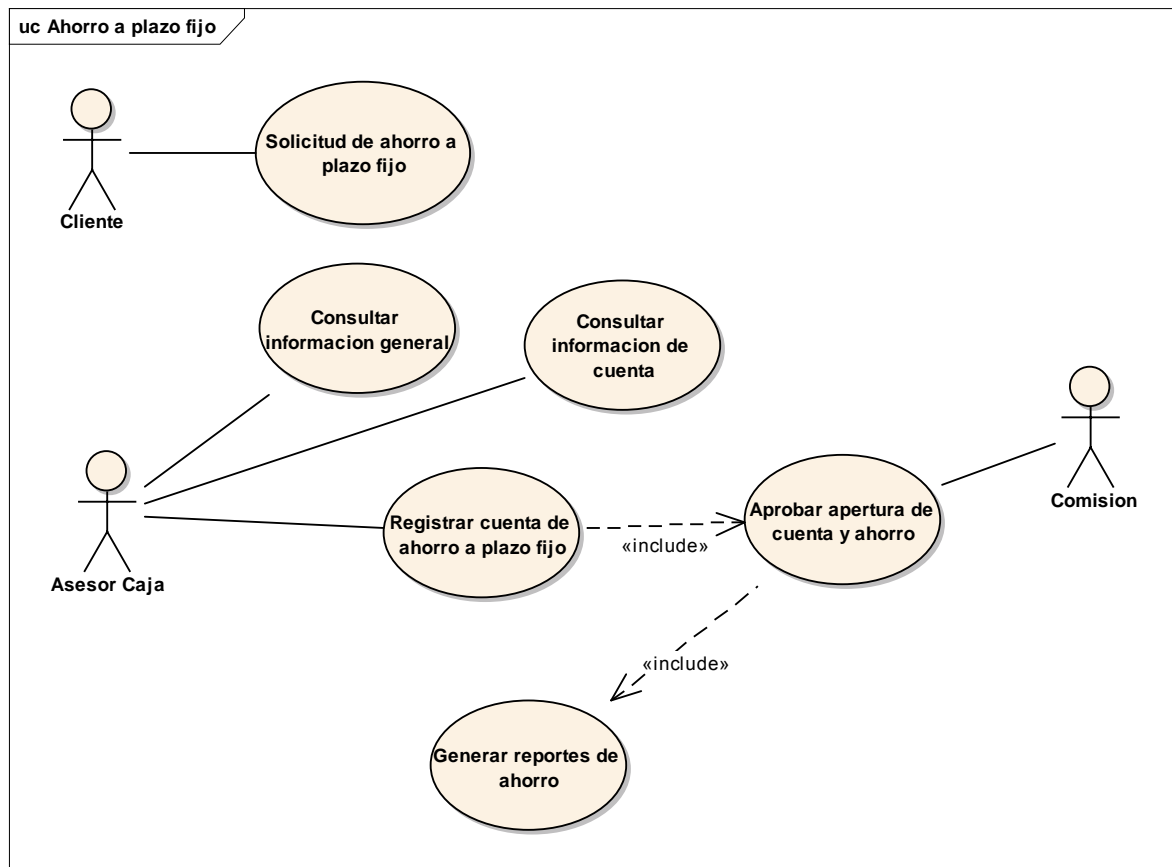 uc Ahorro a plazo fijo
Solicitud de ahorro a
plazo fijo
Cliente
Consultar
informacion general
Consultar
informacion de
cuenta
Asesor Caja
Registrar cuenta de
ahorro a plazo fijo
«include»
Aprobar apertura de
cuenta y ahorro
Comision
«include»
Generar reportes de
ahorro